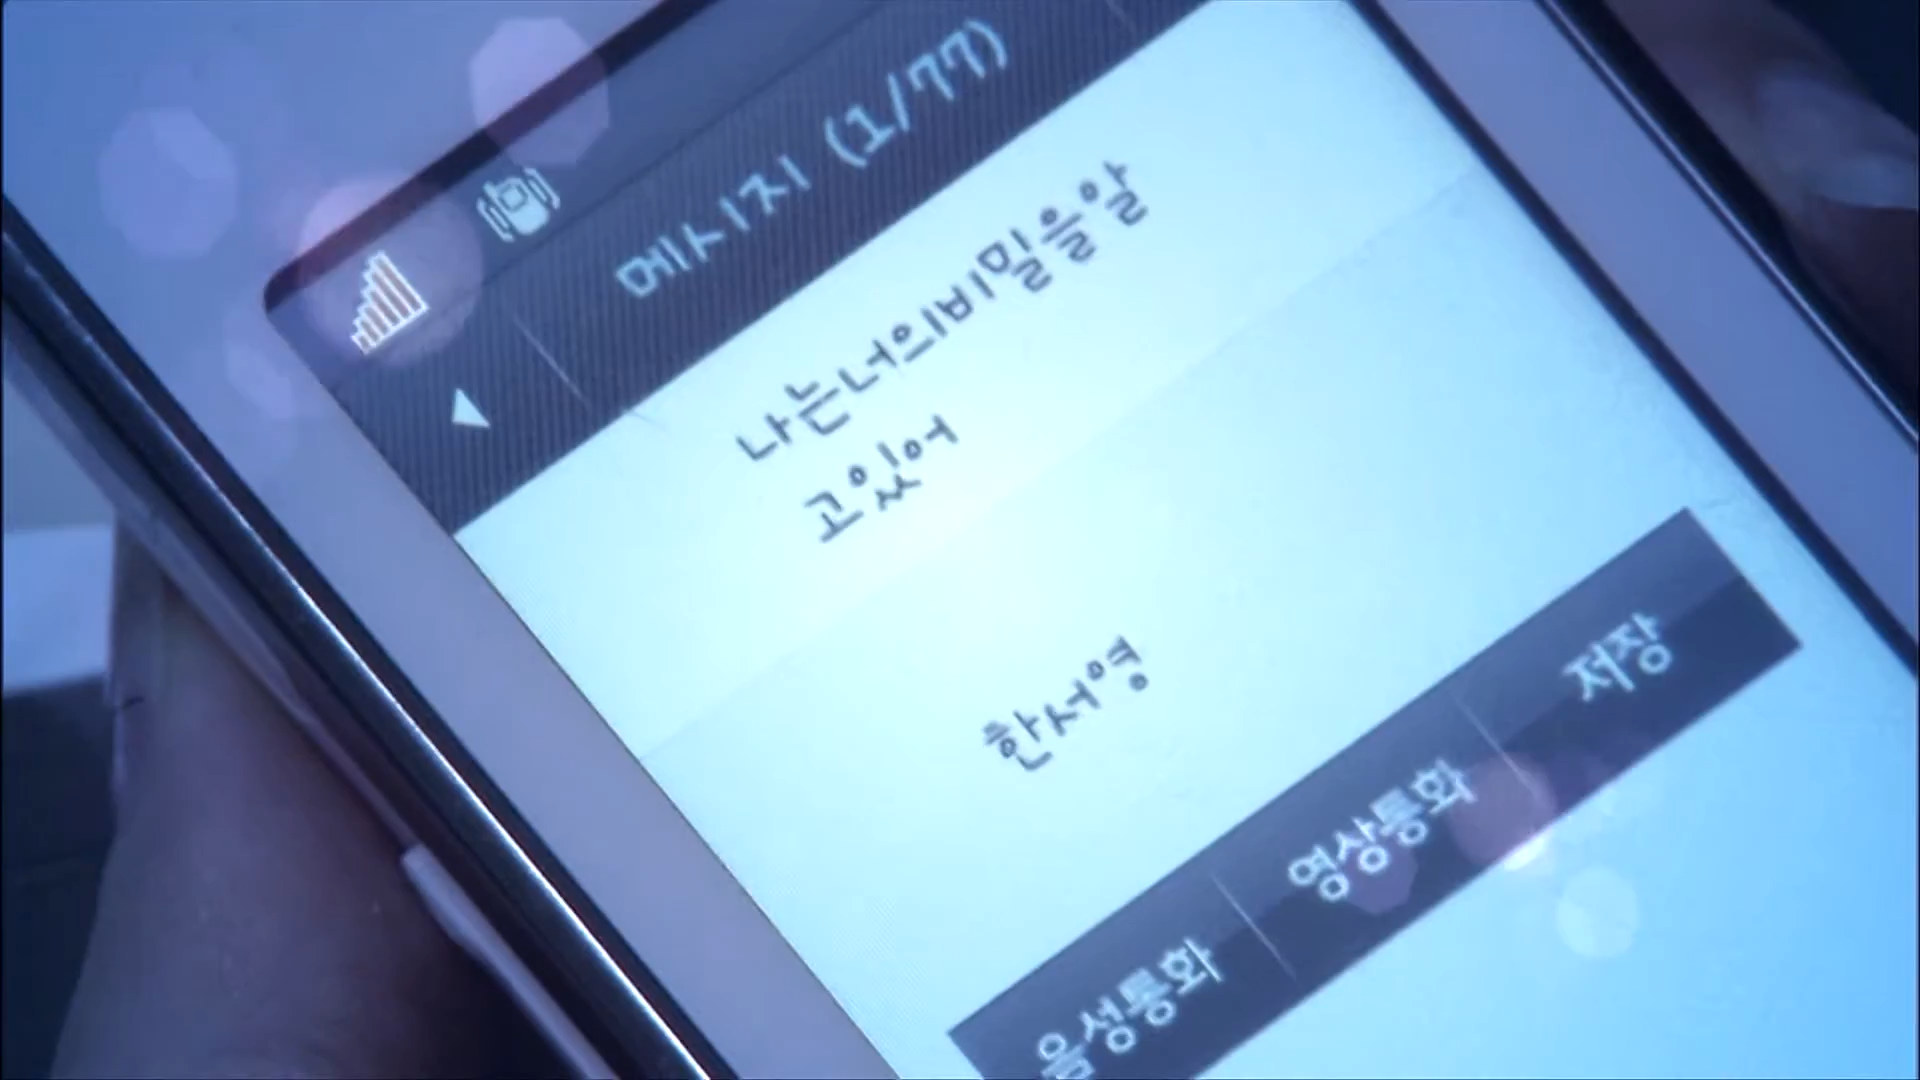 메시지 (1/77)
나는너의비밀을알
고있어
한서영
음성통화 영상통화 저장